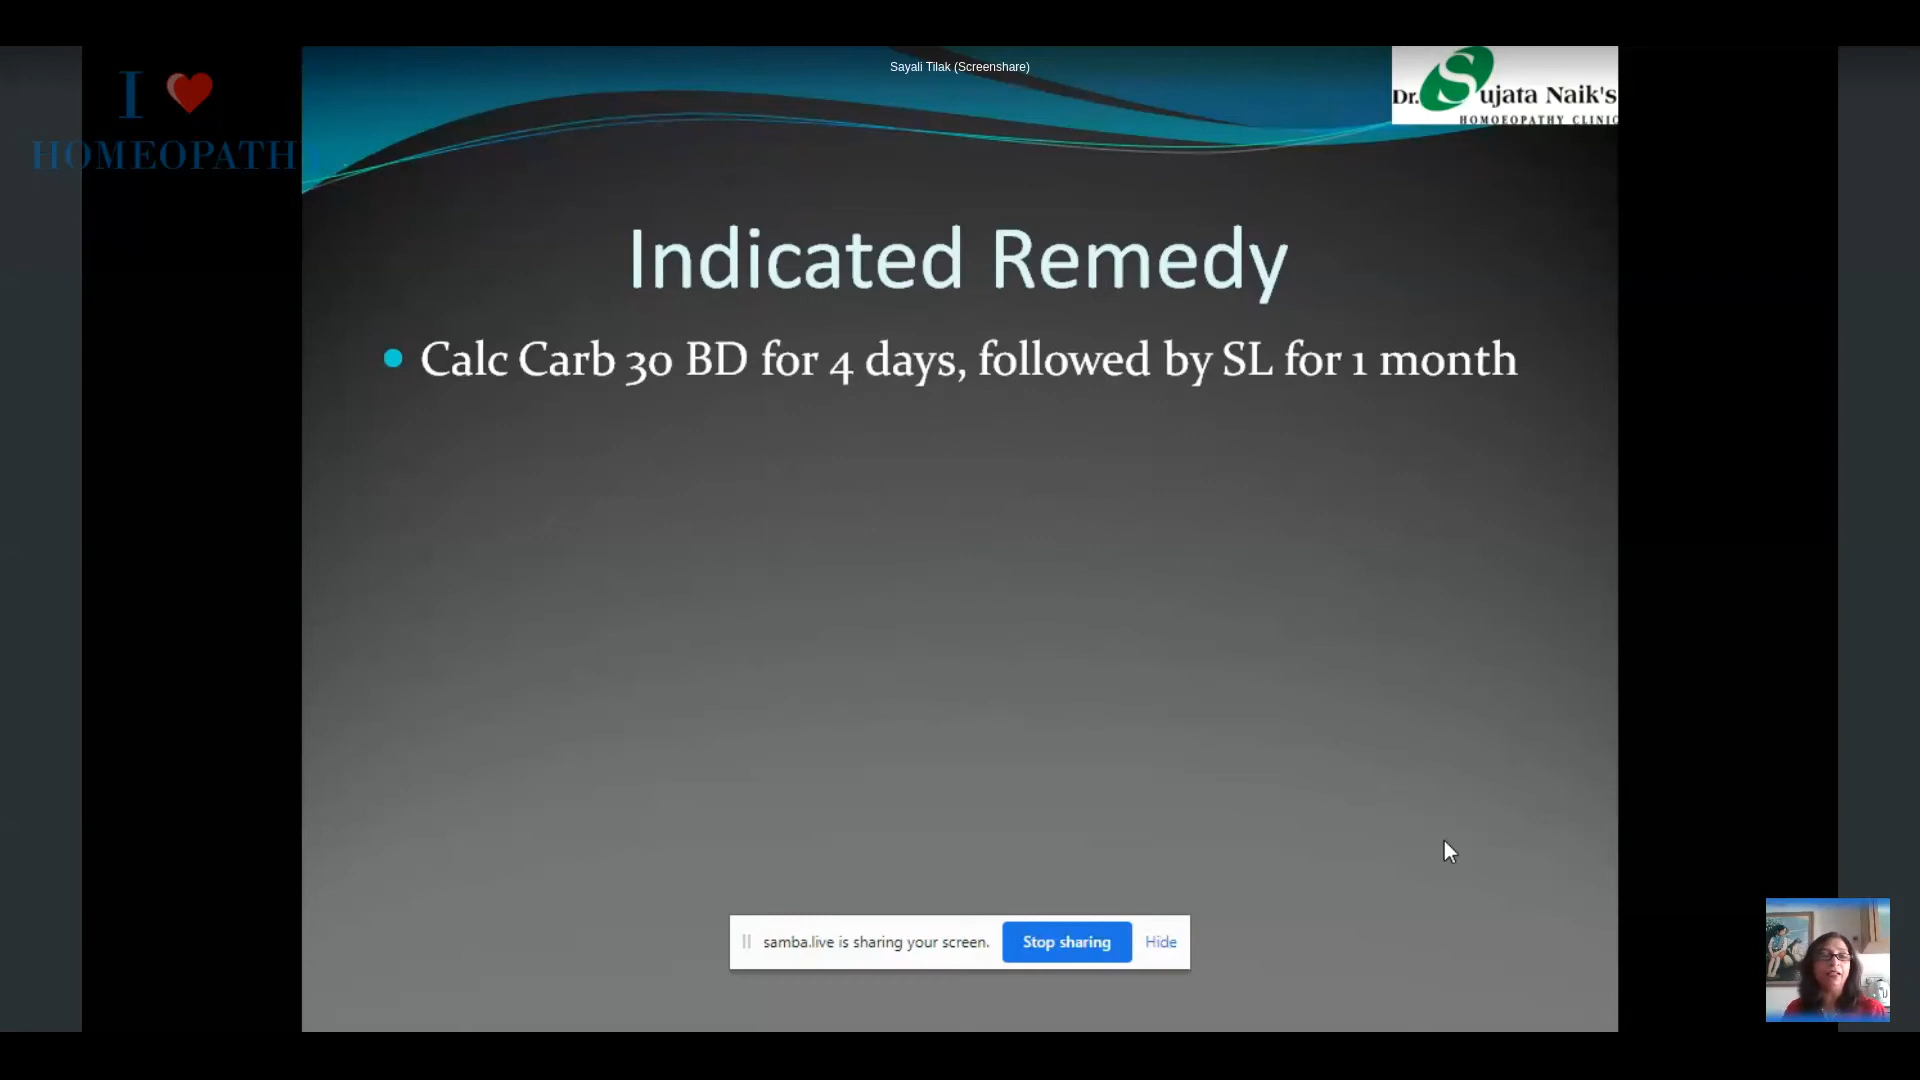 Sayali Tilak (Screenshare)
I
HOMEOPATHY
Dr. Sujata Naik's
HOMOEOPATHY CLINIC
Indicated Remedy
Calc Carb 30 BD for 4 days, followed by SL for 1 month
samba.live is sharing your screen. Stop sharing Hide